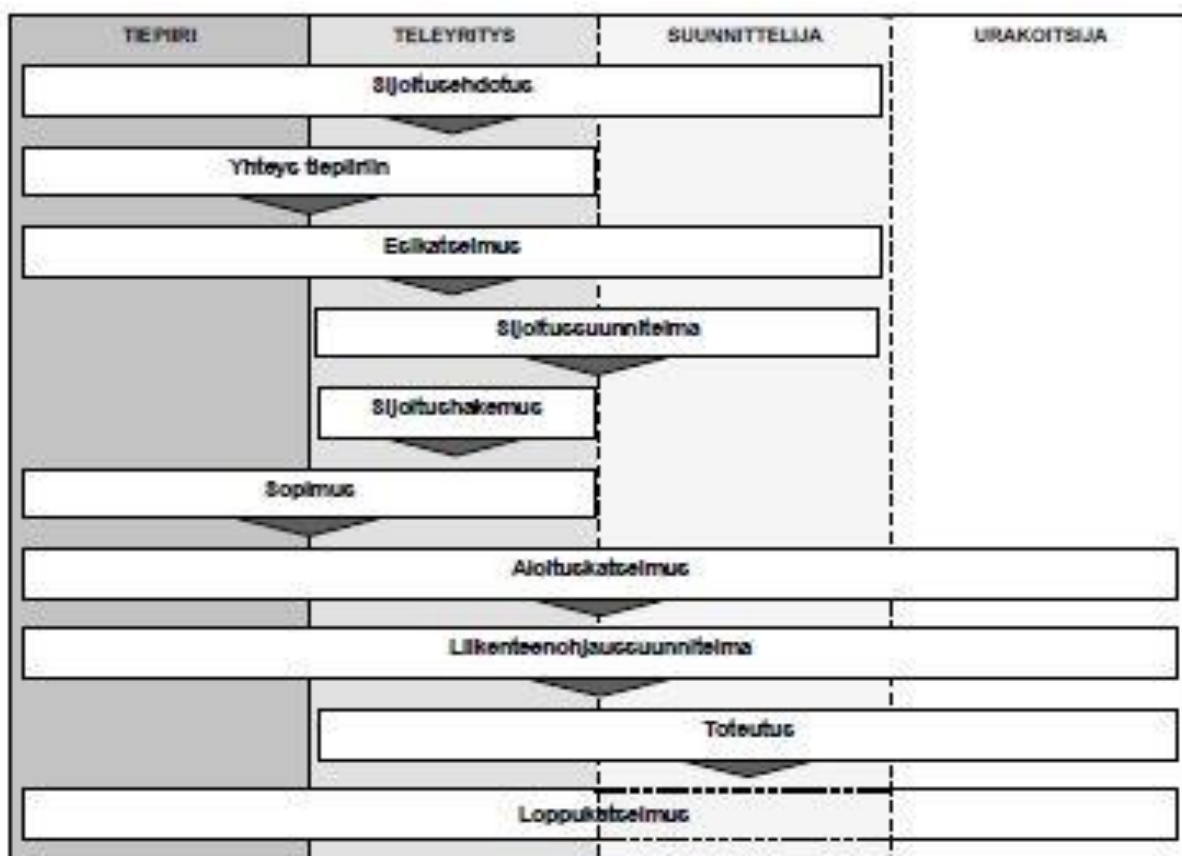 TIEPIIRI TELEYRITYS SUUNNITTELIJA URAKOITSIJA
Sijoitusehdotus
Yhteys tiepiiriin
Esikatselmus
Sijoitussuunnitelma
Sijoitushakemus
Sopimus
Aloituskatselmus
Liikenteenohjaussuunnitelma
Toteutus
Loppukatselmus